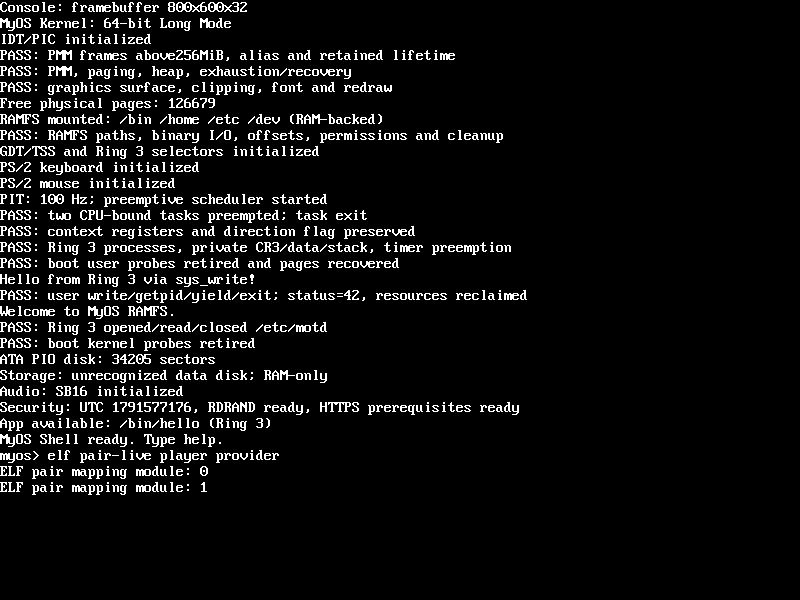 Console: framebuffer 800x600x32
MyOS Kernel: 64-bit Long Mode
IDT/PIC initialized
PASS: PMM frames above256MiB, alias and retained lifetime
PASS: PMM, paging, heap, exhaustion/recovery
PASS: graphics surface, clipping, font and redraw
Free physical pages: 126679
RAMFS mounted: /bin /home /etc /dev (RAM-backed)
PASS: RAMFS paths, binary I/O, offsets, permissions and cleanup
GDT/TSS and Ring 3 selectors initialized
PS/2 keyboard initialized
PS/2 mouse initialized
PIT: 100 Hz; preemptive scheduler started
PASS: two CPU-bound tasks preempted; task exit
PASS: context registers and direction flag preserved
PASS: Ring 3 processes, private CR3/data/stack, timer preemption
PASS: boot user probes retired and pages recovered
Hello from Ring 3 via sys_write!
PASS: user write/getpid/yield/exit; status=42, resources reclaimed
Welcome to MyOS RAMFS.
PASS: Ring 3 opened/read/closed /etc/motd
PASS: boot kernel probes retired
ATA PIO disk: 34205 sectors
Storage: unrecognized data disk; RAM-only
Audio: SB16 initialized
Security: UTC 1791577176, RDRAND ready, HTTPS prerequisites ready
App available: /bin/hello (Ring 3)
MyOS Shell ready. Type help.
myos> elf pair-live player provider
ELF pair mapping module: 0
ELF pair mapping module: 1